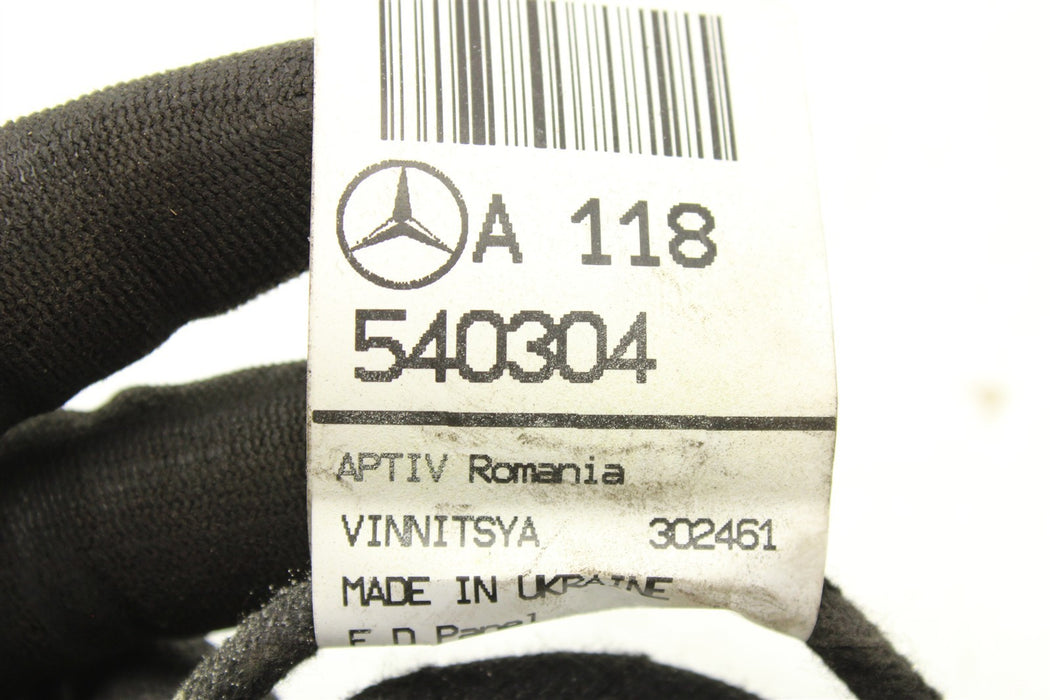 A 118
540304
APTIV Romania
VINNITSYA 302461
MADE IN UKRAINE